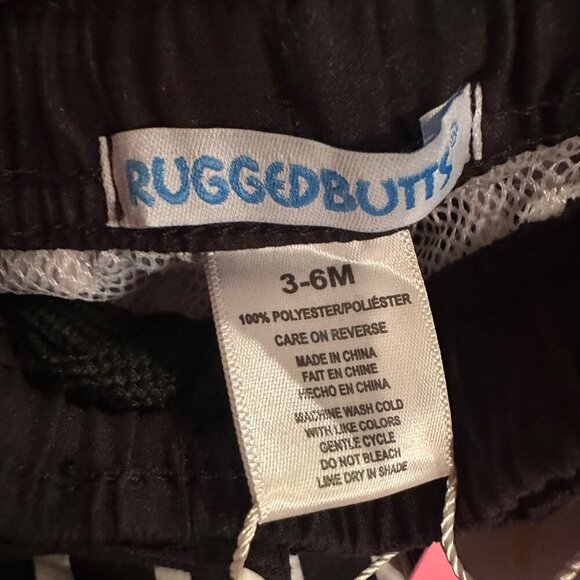 RUGGEDBUTTS®
3-6M
100% POLYESTER/POLIÉSTER
CARE ON REVERSE
MADE IN CHINA
FAIT EN CHINE
HECHO EN CHINA
MACHINE WASH COLD
WITH LIKE COLORS
GENTLE CYCLE
DO NOT BLEACH
LIME DRY IN SHADE